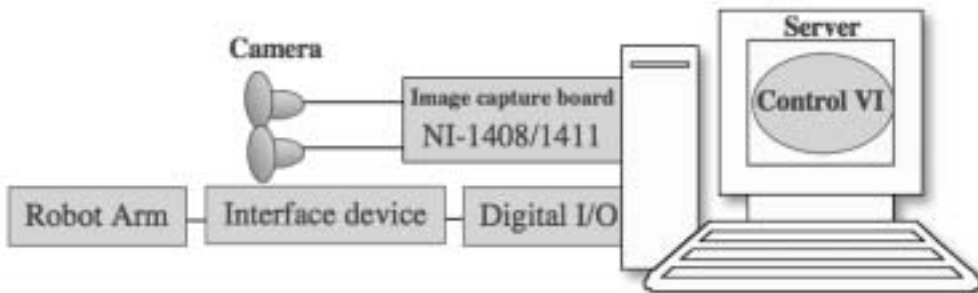 Server
Camera
Control VI
Image capture board
NI-1408/1411
Robot Arm
Interface device
Digital I/O